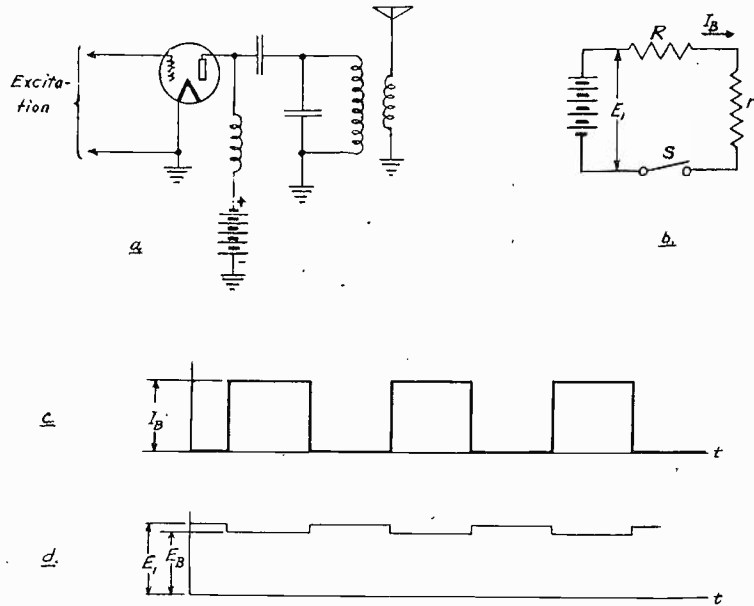 Excita-
tion
+
-
a.
R
I_B
E_1
r
S
b.
c.
I_B
t
d.
E_1
E_B
t